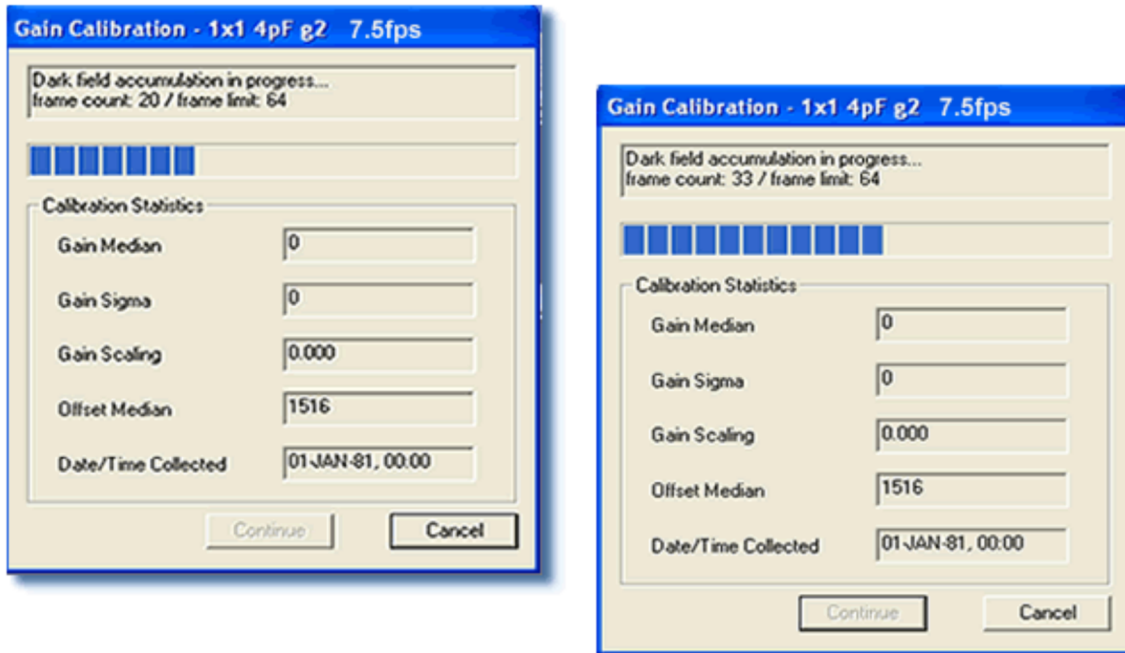 Gain Calibration - 1x1 4pF g2 7.5fps
Dark field accumulation in progress...
frame count: 20 / frame limit: 64
Calibration Statistics
Gain Median 0
Gain Sigma 0
Gain Scaling 0.000
Offset Median 1516
Date/Time Collected 01-JAN-81, 00:00
Continue Cancel
Gain Calibration - 1x1 4pF g2 7.5fps
Dark field accumulation in progress...
frame count: 33 / frame limit: 64
Calibration Statistics
Gain Median 0
Gain Sigma 0
Gain Scaling 0.000
Offset Median 1516
Date/Time Collected 01-JAN-81, 00:00
Continue Cancel